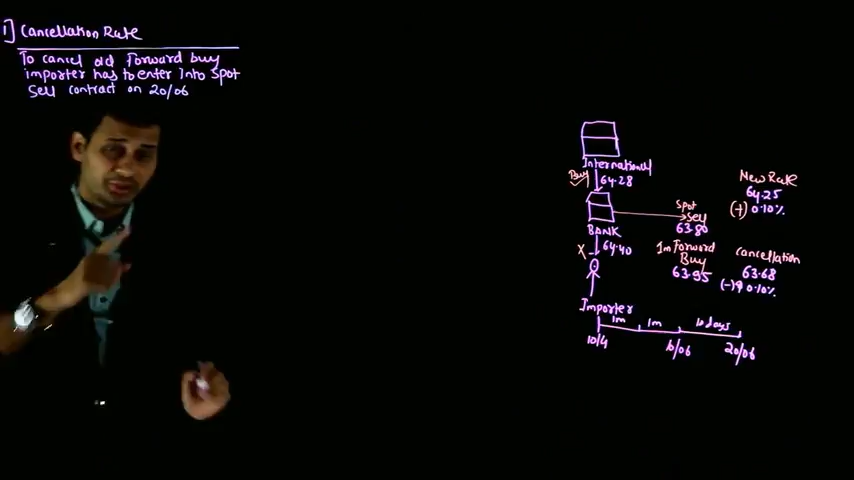 1] Cancellation Rate
To cancel old Forward buy
importer has to enter Into Spot
Sell contract on 20/06
International
Buy
64.28
New Rate
64.25
(+) 0.10%
Spot
Sell
63.80
BANK
X
64.40
1m Forward
Buy
63.95
Cancellation
63.68
(-) 0.10%
Importer
1m
1m
10 days
10/4
10/06
20/06